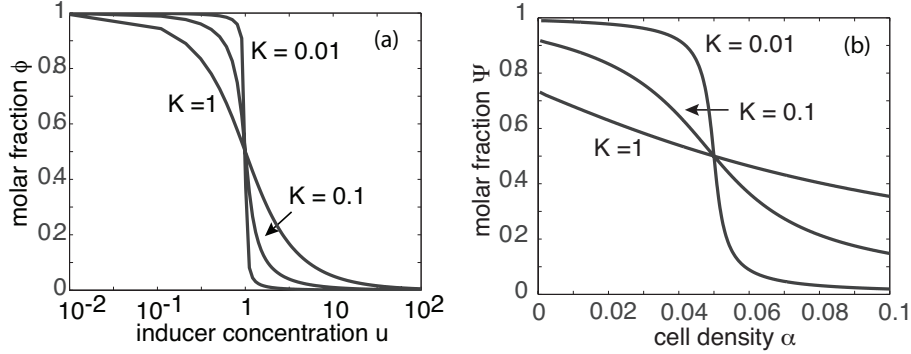 (a)
molar fraction ϕ
1
0.8
0.6
0.4
0.2
0
K = 0.01
K =1
K = 0.1
10-2
10-1
1
10
102
inducer concentration u
(b)
molar fraction Ψ
1
0.8
0.6
0.4
0.2
0
K = 0.01
K = 0.1
K =1
0
0.02
0.04
0.06
0.08
0.1
cell density α